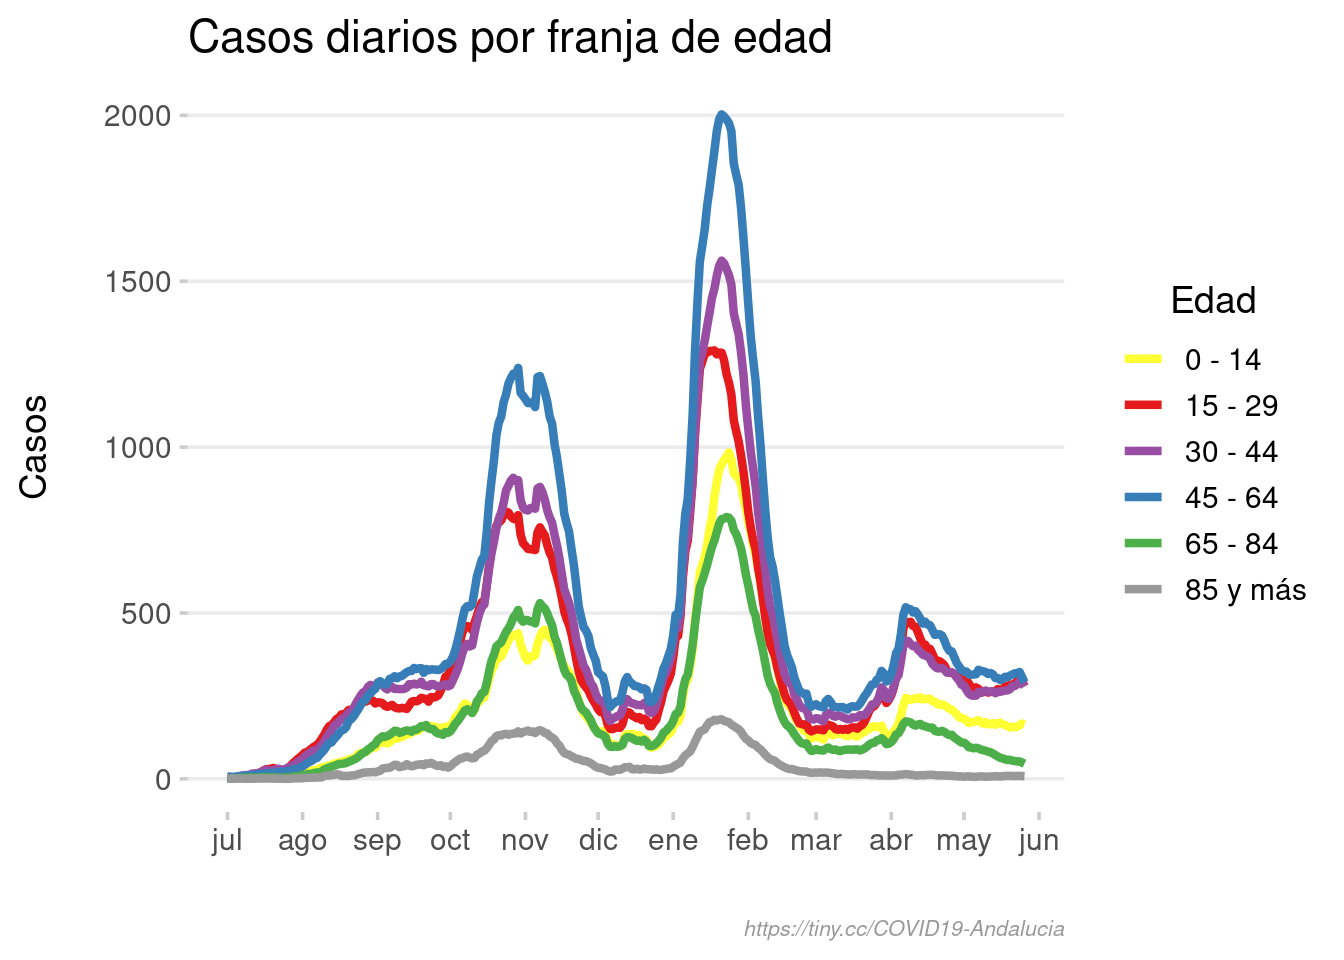 Casos diarios por franja de edad
2000
1500
1000
500
0
Casos
jul ago sep oct nov dic ene feb mar abr may jun
Edad
0 - 14
15 - 29
30 - 44
45 - 64
65 - 84
85 y más
https://tiny.cc/COVID19-Andalucia